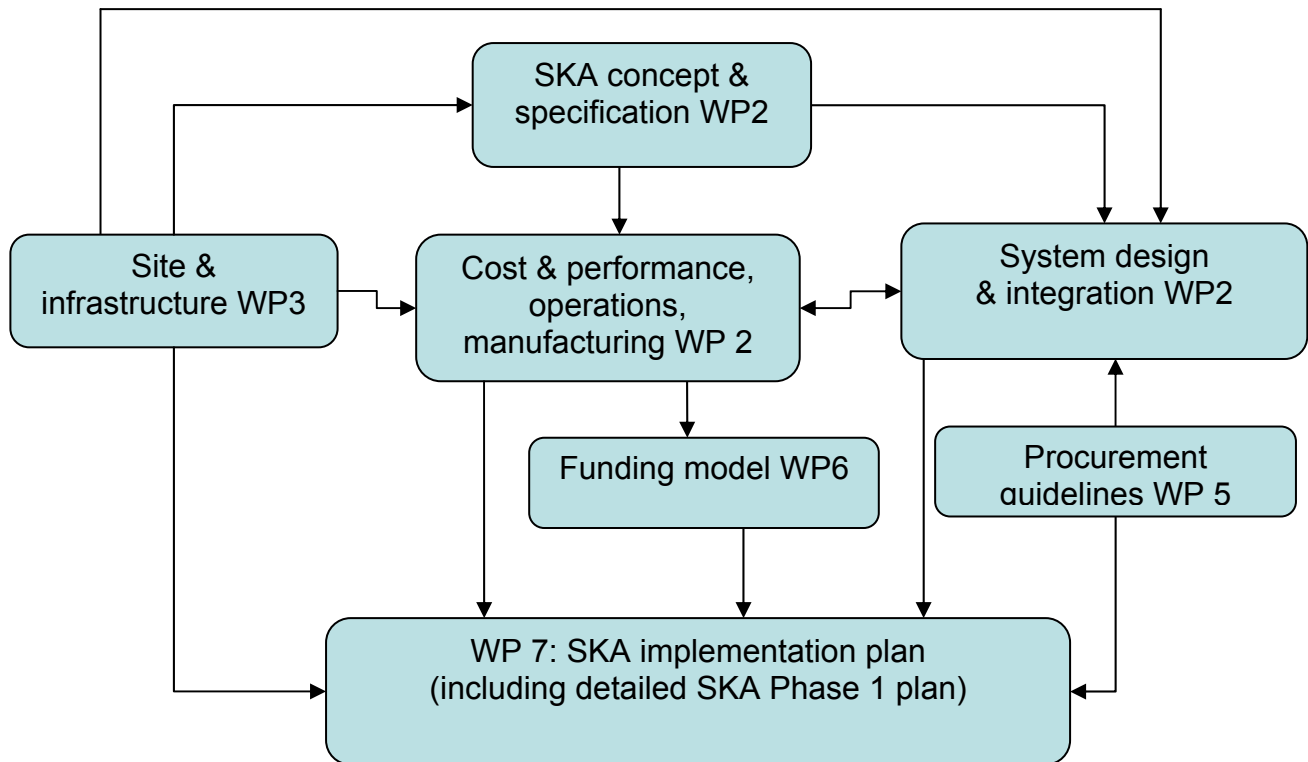 SKA concept &
specification WP2
Site &
infrastructure WP3
Cost & performance,
operations,
manufacturing WP 2
System design
& integration WP2
Funding model WP6
Procurement
guidelines WP 5
WP 7: SKA implementation plan
(including detailed SKA Phase 1 plan)